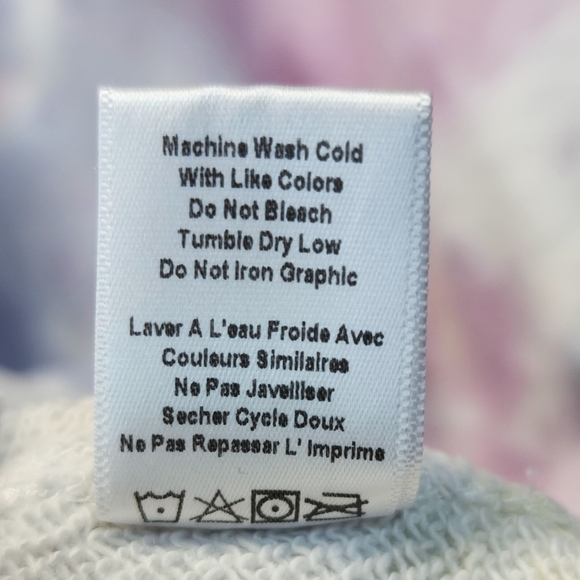 Machine Wash Cold
With Like Colors
Do Not Bleach
Tumble Dry Low
Do Not Iron Graphic
Laver A L'eau Froide Avec
Couleurs Similaires
Ne Pas Javelliser
Secher Cycle Doux
Ne Pas Repassar L' Imprime